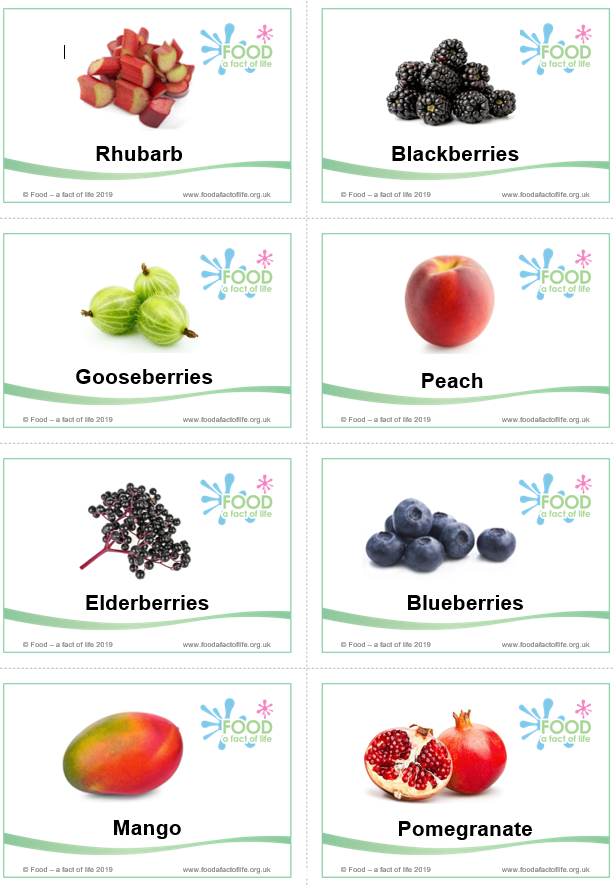 FOOD
a fact of life
Rhubarb
© Food – a fact of life 2019 www.foodafactoflife.org.uk
FOOD
a fact of life
Blackberries
© Food – a fact of life 2019 www.foodafactoflife.org.uk
FOOD
a fact of life
Gooseberries
© Food – a fact of life 2019 www.foodafactoflife.org.uk
FOOD
a fact of life
Peach
© Food – a fact of life 2019 www.foodafactoflife.org.uk
FOOD
a fact of life
Elderberries
© Food – a fact of life 2019 www.foodafactoflife.org.uk
FOOD
a fact of life
Blueberries
© Food – a fact of life 2019 www.foodafactoflife.org.uk
FOOD
a fact of life
Mango
© Food – a fact of life 2019 www.foodafactoflife.org.uk
FOOD
a fact of life
Pomegranate
© Food – a fact of life 2019 www.foodafactoflife.org.uk